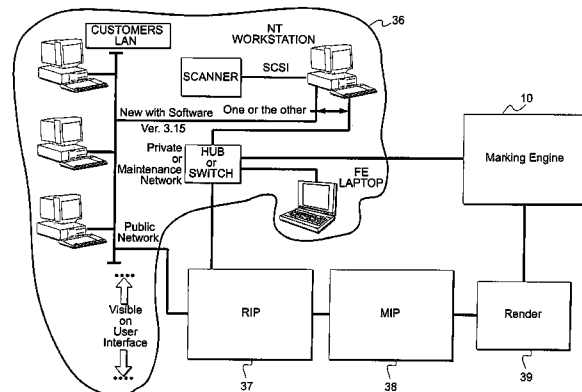 CUSTOMERS
LAN
NT
WORKSTATION
36
SCANNER
SCSI
New with Software
Ver. 3.15
One or the other
10
Private
or
Maintenance
Network
HUB
or
SWITCH
FE
LAPTOP
Marking Engine
Public
Network
Visible
on
User
Interface
RIP
MIP
Render
37
38
39